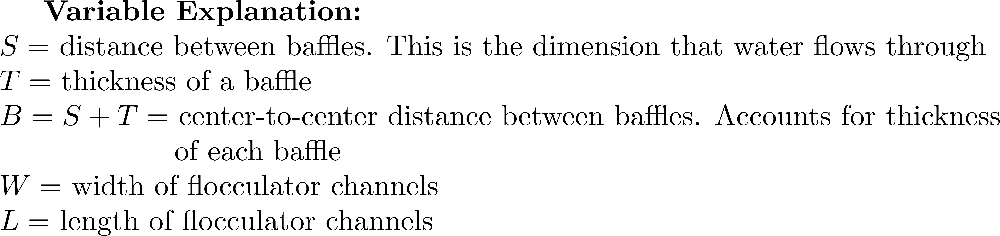 Variable Explanation:
S = distance between baffles. This is the dimension that water flows through
T = thickness of a baffle
B = S + T = center-to-center distance between baffles. Accounts for thickness
of each baffle
W = width of flocculator channels
L = length of flocculator channels